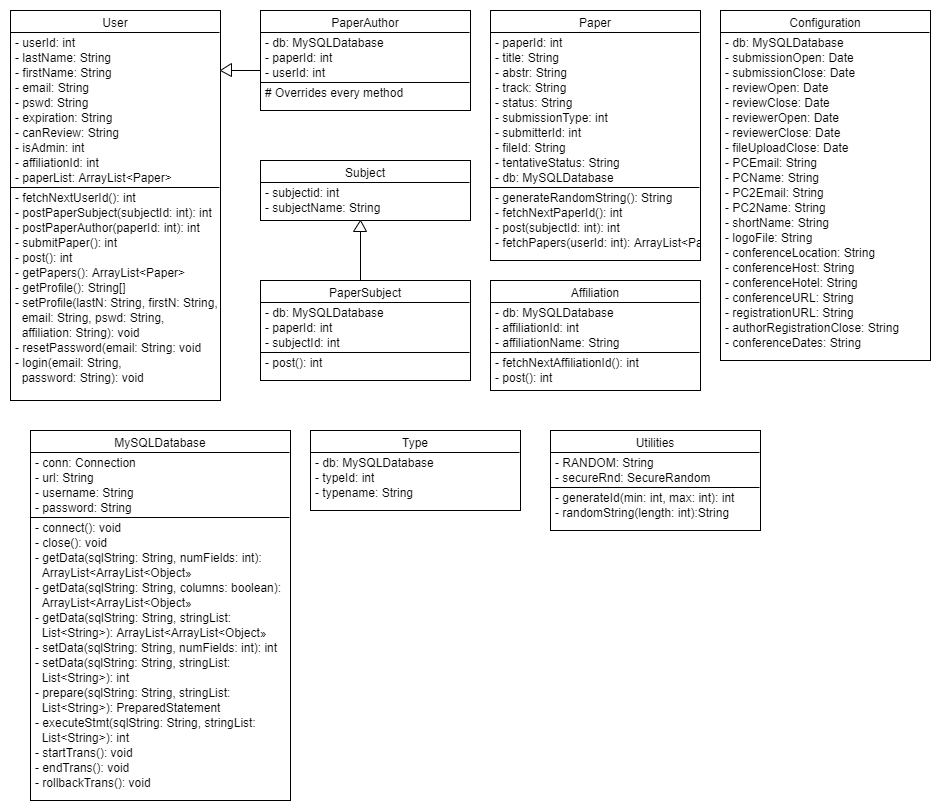 User
- userId: int
- lastName: String
- firstName: String
- email: String
- pswd: String
- expiration: String
- canReview: String
- isAdmin: int
- affiliationId: int
- paperList: ArrayList<Paper>
- fetchNextUserId(): int
- postPaperSubject(subjectId: int): int
- postPaperAuthor(paperId: int): int
- submitPaper(): int
- post(): int
- getPapers(): ArrayList<Paper>
- getProfile(): String[]
- setProfile(lastN: String, firstN: String,
email: String, pswd: String,
affiliation: String): void
- resetPassword(email: String: void
- login(email: String,
password: String): void
PaperAuthor
- db: MySQLDatabase
- paperId: int
- userId: int
# Overrides every method
Subject
- subjectid: int
- subjectName: String
PaperSubject
- db: MySQLDatabase
- paperId: int
- subjectId: int
- post(): int
Paper
- paperId: int
- title: String
- abstr: String
- track: String
- status: String
- submissionType: int
- submitterId: int
- fileId: String
- tentativeStatus: String
- db: MySQLDatabase
- generateRandomString(): String
- fetchNextPaperId(): int
- post(subjectId: int): int
- fetchPapers(userId: int): ArrayList<Pa
Affiliation
- db: MySQLDatabase
- affiliationId: int
- affiliationName: String
- fetchNextAffiliationId(): int
- post(): int
Configuration
- db: MySQLDatabase
- submissionOpen: Date
- submissionClose: Date
- reviewOpen: Date
- reviewClose: Date
- reviewerOpen: Date
- reviewerClose: Date
- fileUploadClose: Date
- PCEmail: String
- PCName: String
- PC2Email: String
- PC2Name: String
- shortName: String
- logoFile: String
- conferenceLocation: String
- conferenceHost: String
- conferenceHotel: String
- conferenceURL: String
- registrationURL: String
- authorRegistrationClose: String
- conferenceDates: String
MySQLDatabase
- conn: Connection
- url: String
- username: String
- password: String
- connect(): void
- close(): void
- getData(sqlString: String, numFields: int):
ArrayList<ArrayList<Object»
- getData(sqlString: String, columns: boolean):
ArrayList<ArrayList<Object»
- getData(sqlString: String, stringList:
List<String>): ArrayList<ArrayList<Object»
- setData(sqlString: String, numFields: int): int
- setData(sqlString: String, stringList:
List<String>): int
- prepare(sqlString: String, stringList:
List<String>): PreparedStatement
- executeStmt(sqlString: String, stringList:
List<String>): int
- startTrans(): void
- endTrans(): void
- rollbackTrans(): void
Type
- db: MySQLDatabase
- typeId: int
- typename: String
Utilities
- RANDOM: String
- secureRnd: SecureRandom
- generateId(min: int, max: int): int
- randomString(length: int):String